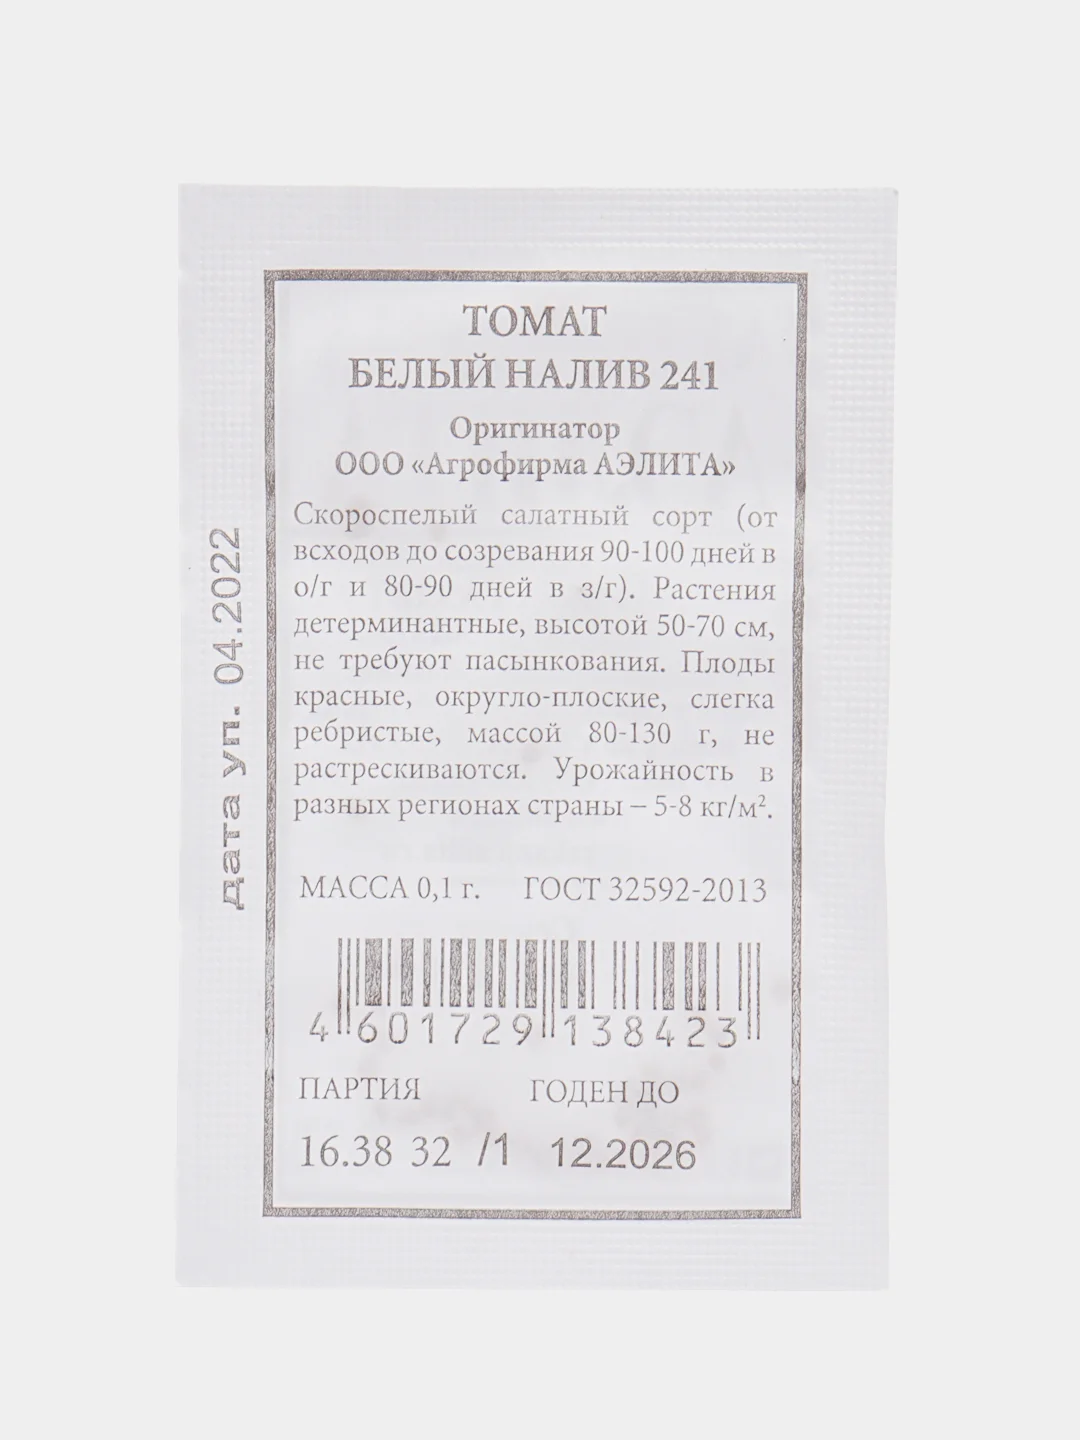 ТОМАТ
БЕЛЫЙ НАЛИВ 241
Оригинатор
ООО «Агрофирма АЭЛИТА»
Скороспелый салатный сорт (от
всходов до созревания 90-100 дней в
о/г и 80-90 дней в з/г). Растения
детерминантные, высотой 50-70 см,
не требуют пасынкования. Плоды
красные, округло-плоские, слегка
ребристые, массой 80-130 г, не
растрескиваются. Урожайность в
разных регионах страны – 5-8 кг/м².
МАССА 0,1 г. ГОСТ 32592-2013
4 601729 138423
ПАРТИЯ ГОДЕН ДО
16.38 32 /1 12.2026
дата уп. 04.2022